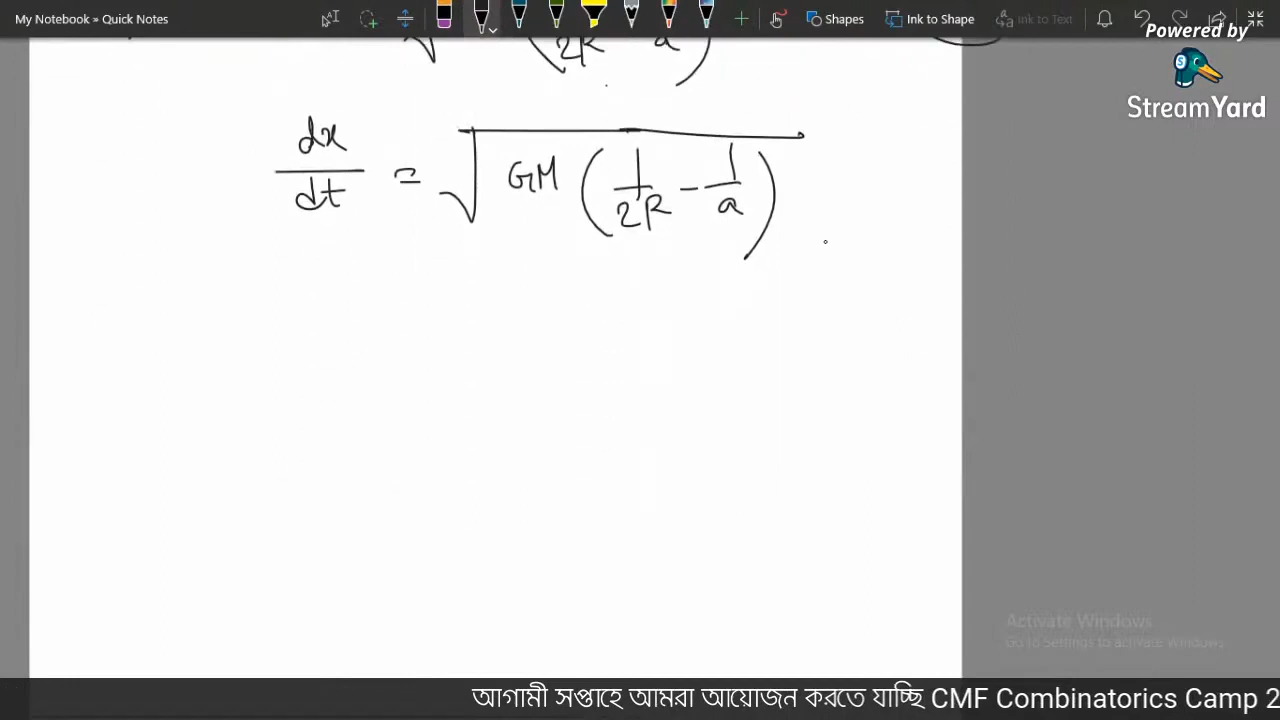 My Notebook » Quick Notes
Shapes
Ink to Shape
Ink to Text
Powered by
StreamYard
2R a
dx/dt = √(GM (1/2R - 1/a))
Activate Windows
Go to Settings to activate Windows.
আগামী সপ্তাহে আমরা আয়োজন করতে যাচ্ছি CMF Combinatorics Camp 2